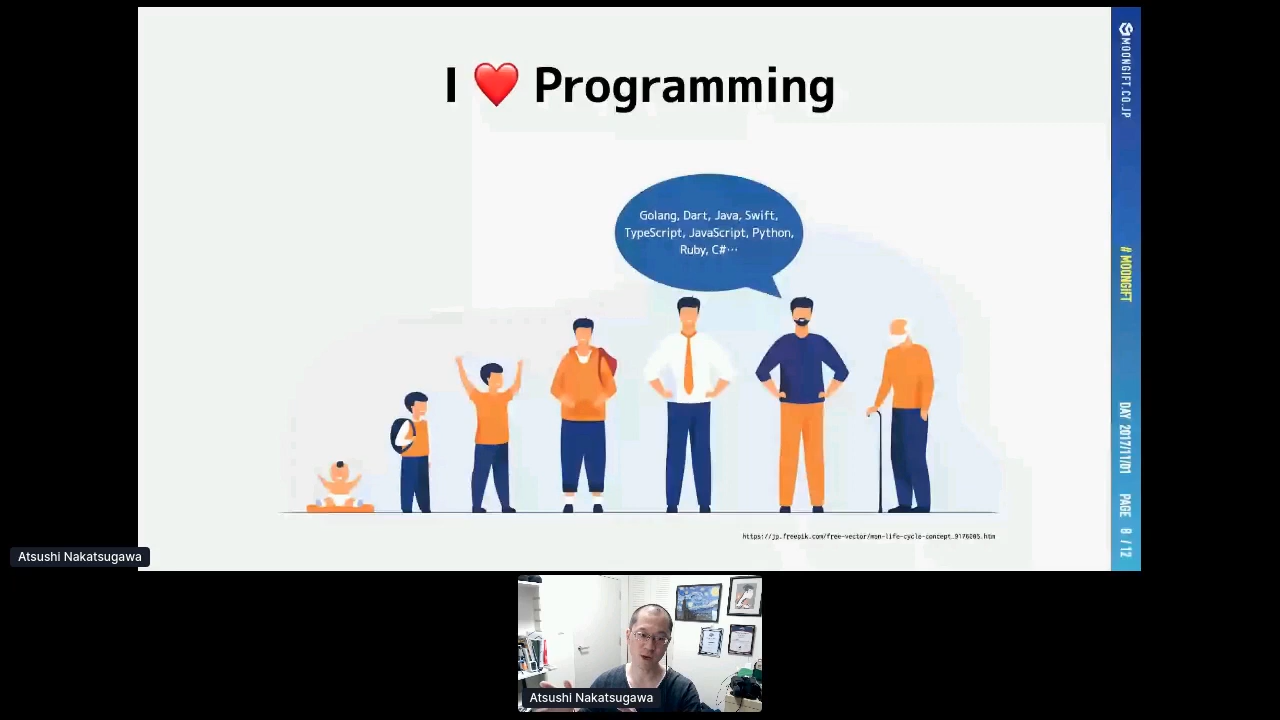 I ❤️ Programming
Golang, Dart, Java, Swift,
TypeScript, JavaScript, Python,
Ruby, C#…
https://jp.freepik.com/free-vector/man-life-cycle-concept_9176085.htm
MOONGIFT.CO.JP
# MOONGIFT
DAY 2017/11/01
PAGE 8 / 12
Atsushi Nakatsugawa
Atsushi Nakatsugawa